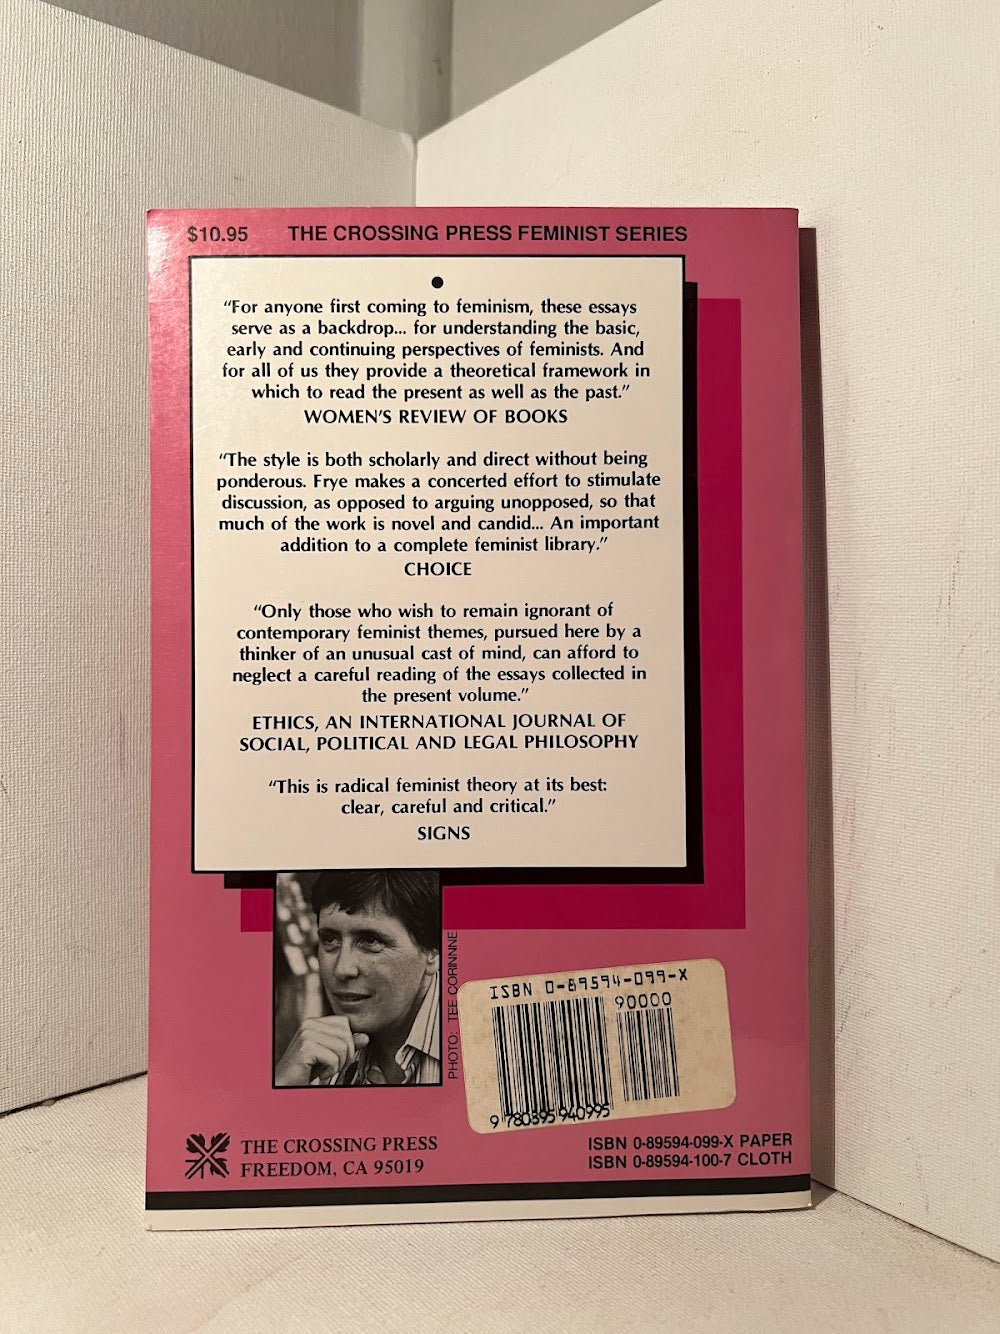 $10.95 THE CROSSING PRESS FEMINIST SERIES
“For anyone first coming to feminism, these essays
serve as a backdrop... for understanding the basic,
early and continuing perspectives of feminists. And
for all of us they provide a theoretical framework in
which to read the present as well as the past.”
WOMEN’S REVIEW OF BOOKS
“The style is both scholarly and direct without being
ponderous. Frye makes a concerted effort to stimulate
discussion, as opposed to arguing unopposed, so that
much of the work is novel and candid... An important
addition to a complete feminist library.”
CHOICE
“Only those who wish to remain ignorant of
contemporary feminist themes, pursued here by a
thinker of an unusual cast of mind, can afford to
neglect a careful reading of the essays collected in
the present volume.”
ETHICS, AN INTERNATIONAL JOURNAL OF
SOCIAL, POLITICAL AND LEGAL PHILOSOPHY
“This is radical feminist theory at its best:
clear, careful and critical.”
SIGNS
PHOTO: TEE CORINNNE
ISBN 0-89594-099-X
90000
9 780895 940995
THE CROSSING PRESS
FREEDOM, CA 95019
ISBN 0-89594-099-X PAPER
ISBN 0-89594-100-7 CLOTH